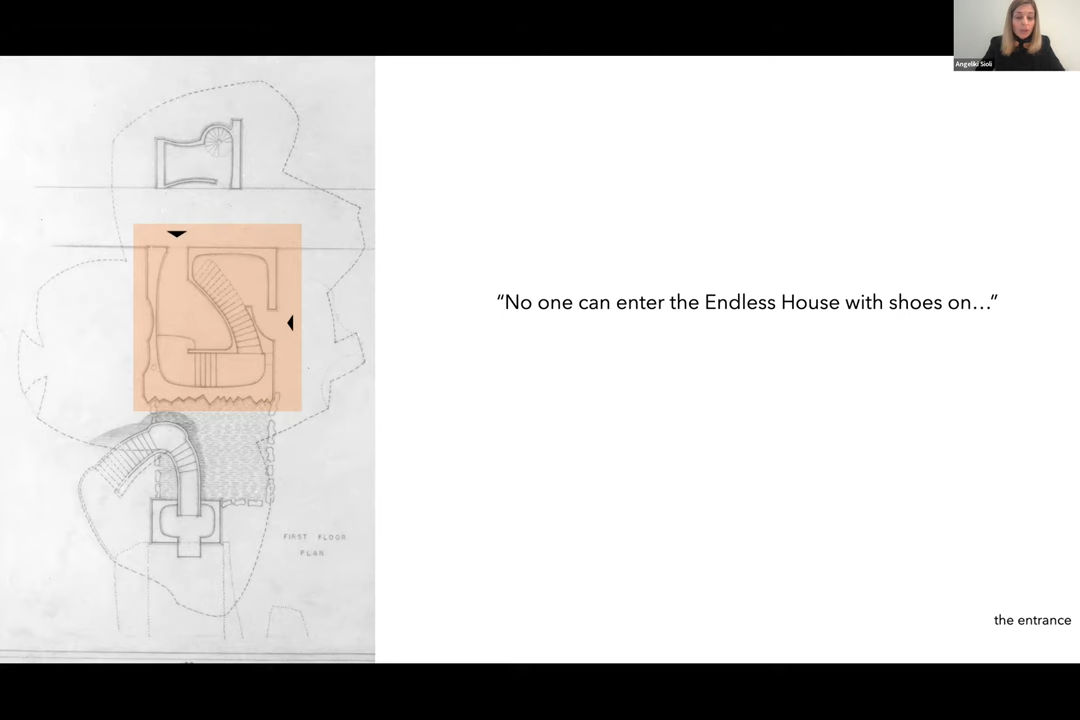 Angeliki Sioli
“No one can enter the Endless House with shoes on…”
FIRST FLOOR
PLAN
the entrance